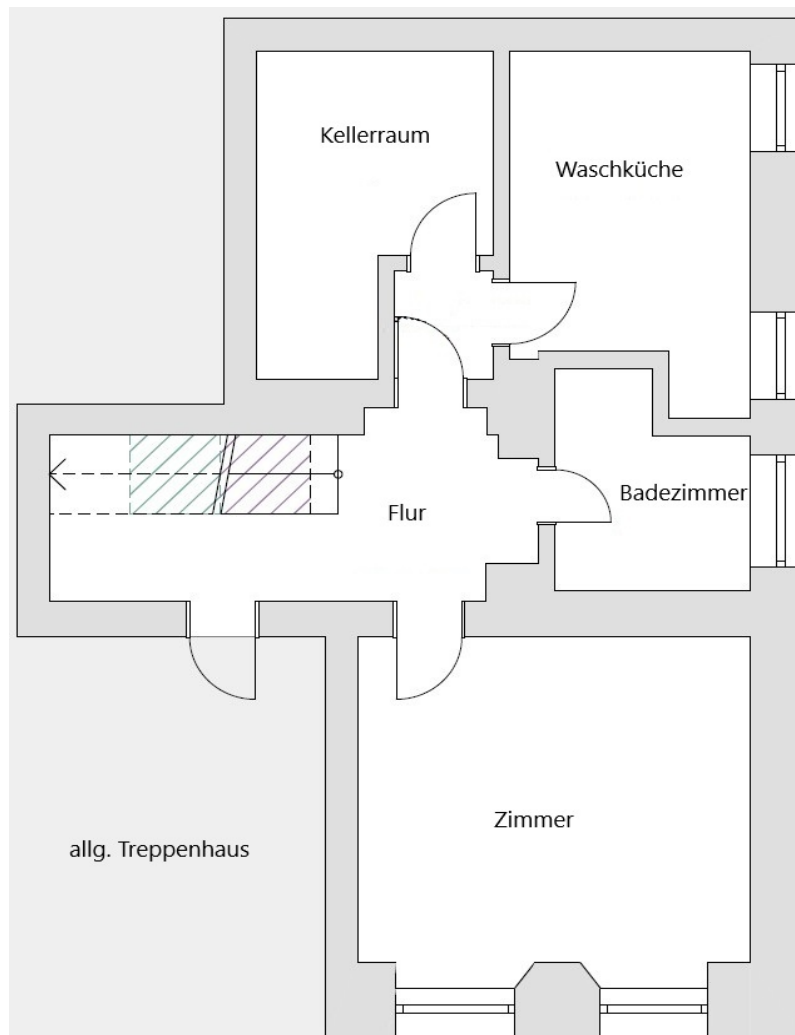 Kellerraum
Waschküche
Badezimmer
Flur
Zimmer
allg. Treppenhaus